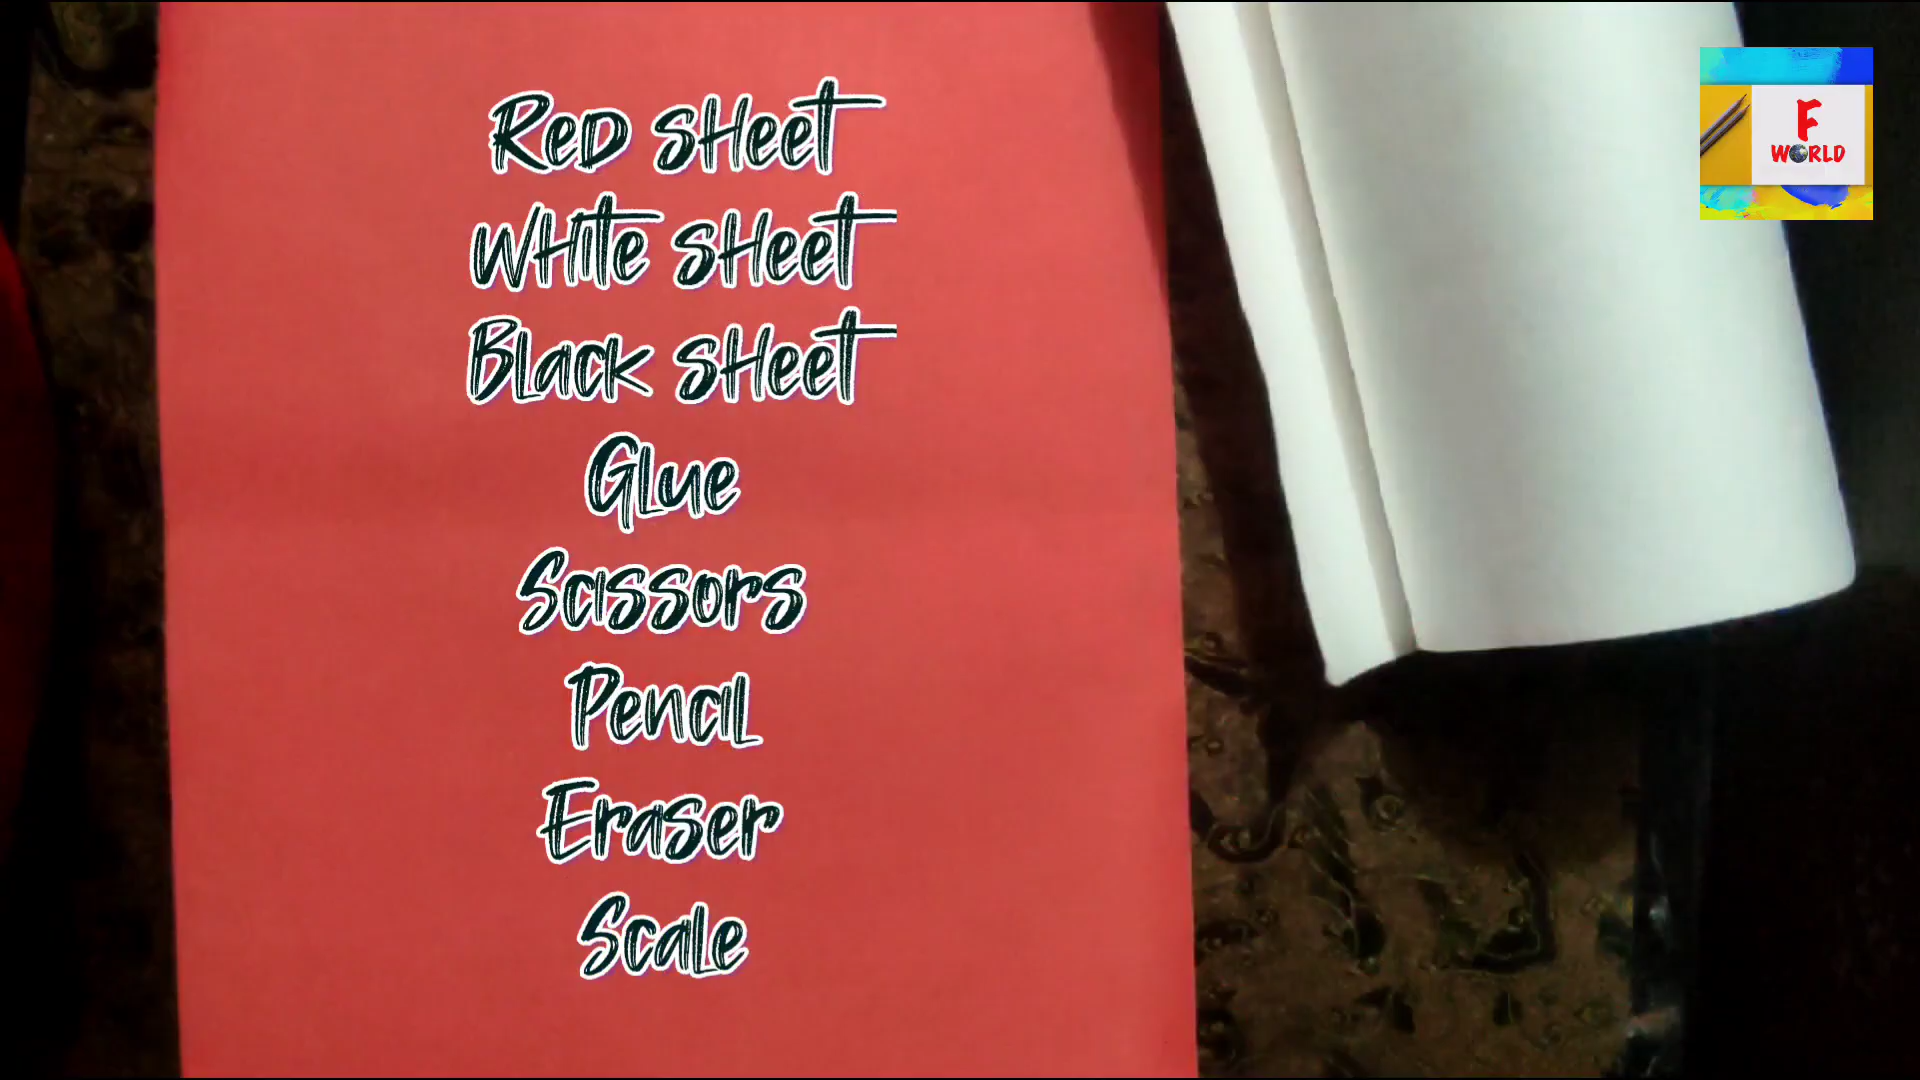 Red sheet
White sheet
Black sheet
Glue
Scissors
Pencil
Eraser
Scale
F
WORLD